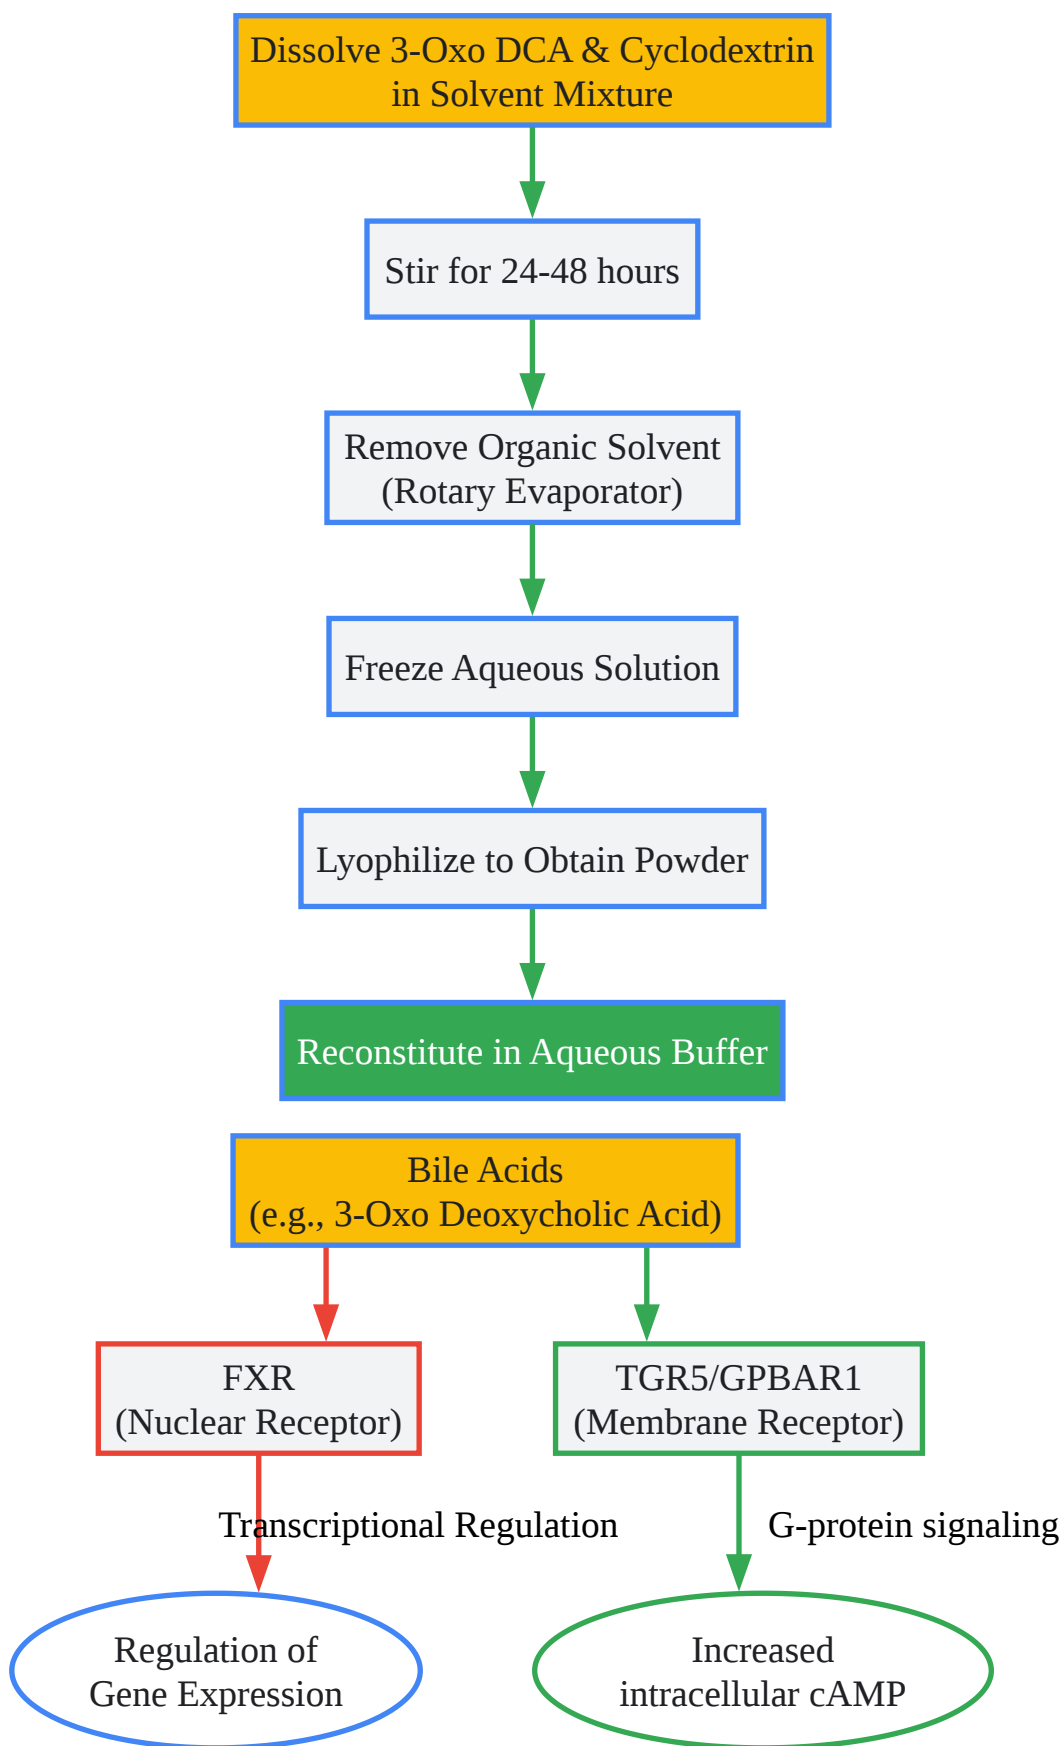 Dissolve 3-Oxo DCA & Cyclodextrin
in Solvent Mixture
Stir for 24-48 hours
Remove Organic Solvent
(Rotary Evaporator)
Freeze Aqueous Solution
Lyophilize to Obtain Powder
Reconstitute in Aqueous Buffer
Bile Acids
(e.g., 3-Oxo Deoxycholic Acid)
FXR
(Nuclear Receptor)
TGR5/GPBAR1
(Membrane Receptor)
Transcriptional Regulation
G-protein signaling
Regulation of
Gene Expression
Increased
intracellular cAMP